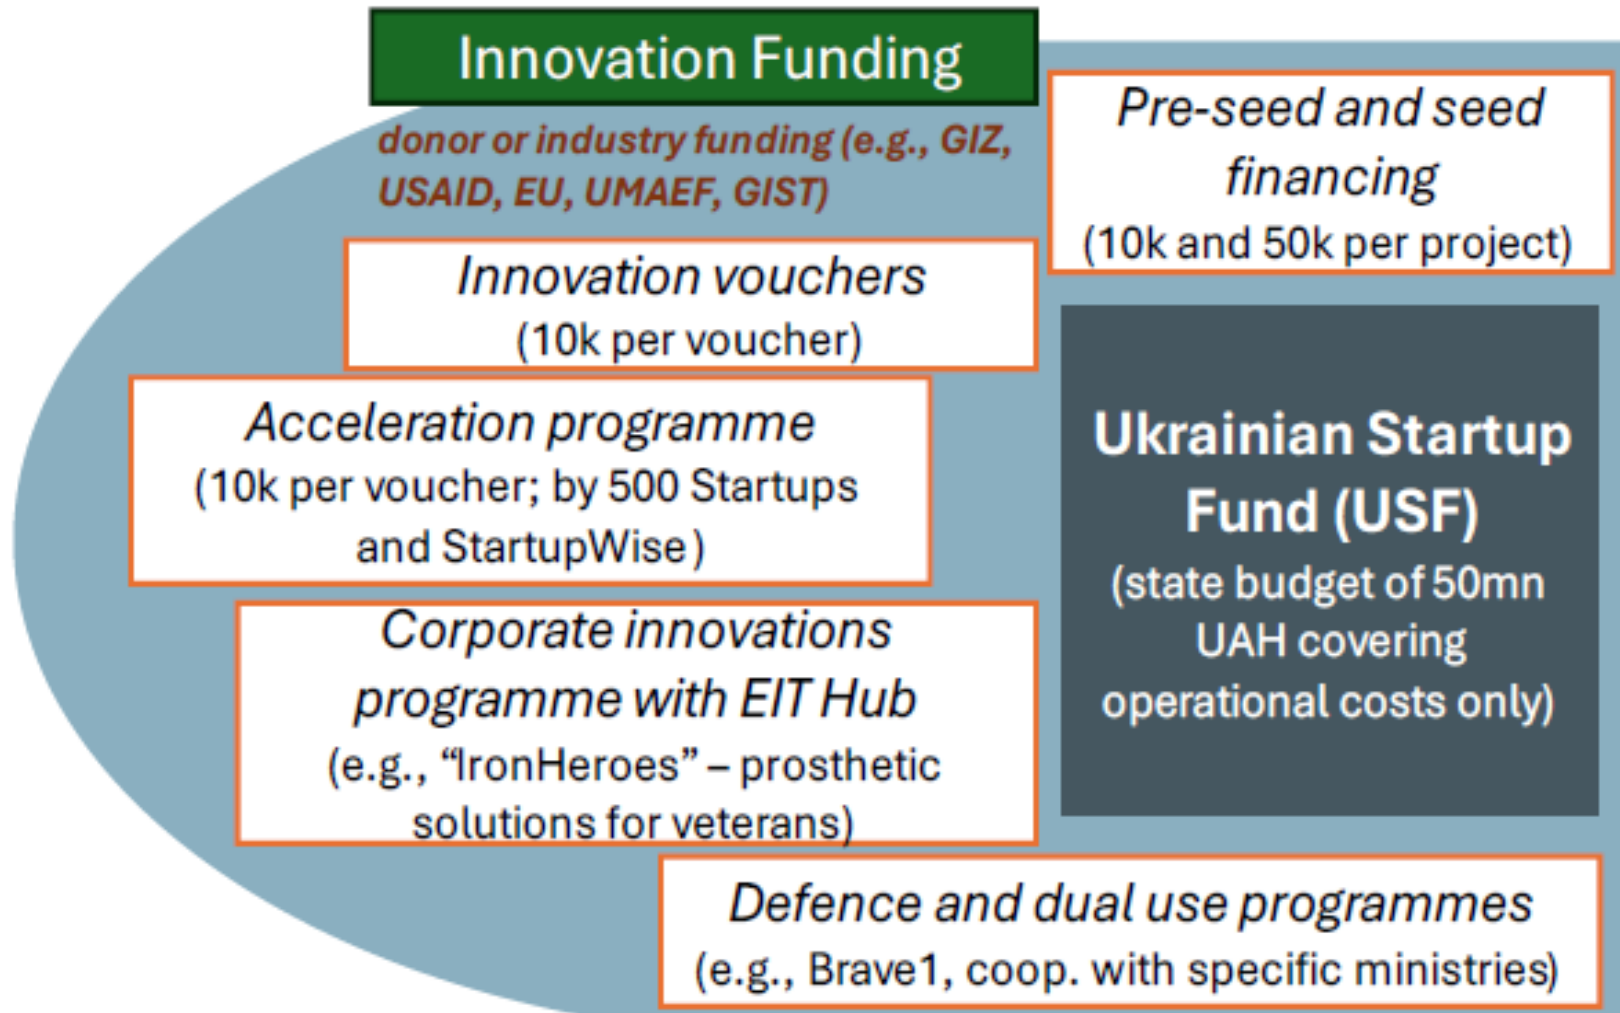 Innovation Funding
donor or industry funding (e.g., GIZ,
USAID, EU, UMAEF, GIST)
Pre-seed and seed
financing
(10k and 50k per project)
Innovation vouchers
(10k per voucher)
Acceleration programme
(10k per voucher; by 500 Startups
and StartupWise)
Corporate innovations
programme with EIT Hub
(e.g., “IronHeroes” – prosthetic
solutions for veterans)
Ukrainian Startup
Fund (USF)
(state budget of 50mn
UAH covering
operational costs only)
Defence and dual use programmes
(e.g., Brave1, coop. with specific ministries)